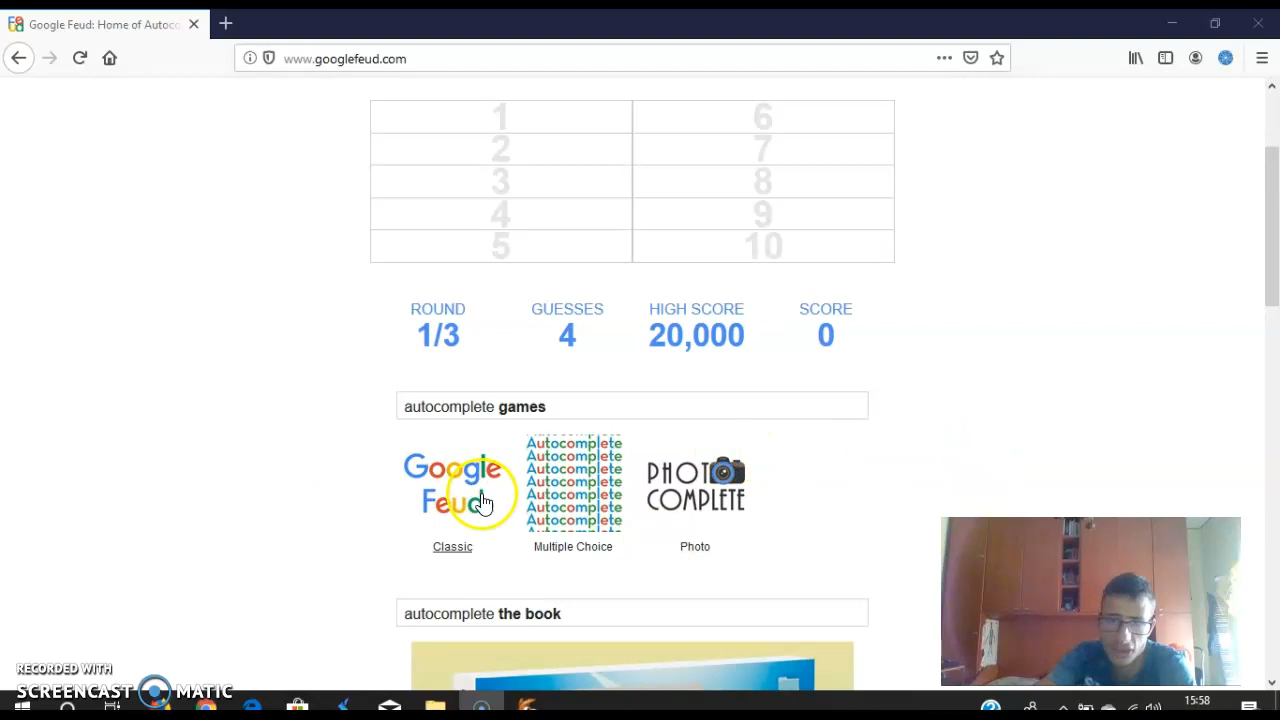 Google Feud: Home of Autoco
www.googlefeud.com
1 6
2 7
3 8
4 9
5 10
ROUND GUESSES HIGH SCORE SCORE
1/3 4 20,000 0
autocomplete games
Google Feud
Autocomplete
Autocomplete
Autocomplete
Autocomplete
Autocomplete
Autocomplete
Autocomplete
PHOTO COMPLETE
Classic Multiple Choice Photo
autocomplete the book
RECORDED WITH
SCREENCAST MATIC
15:58